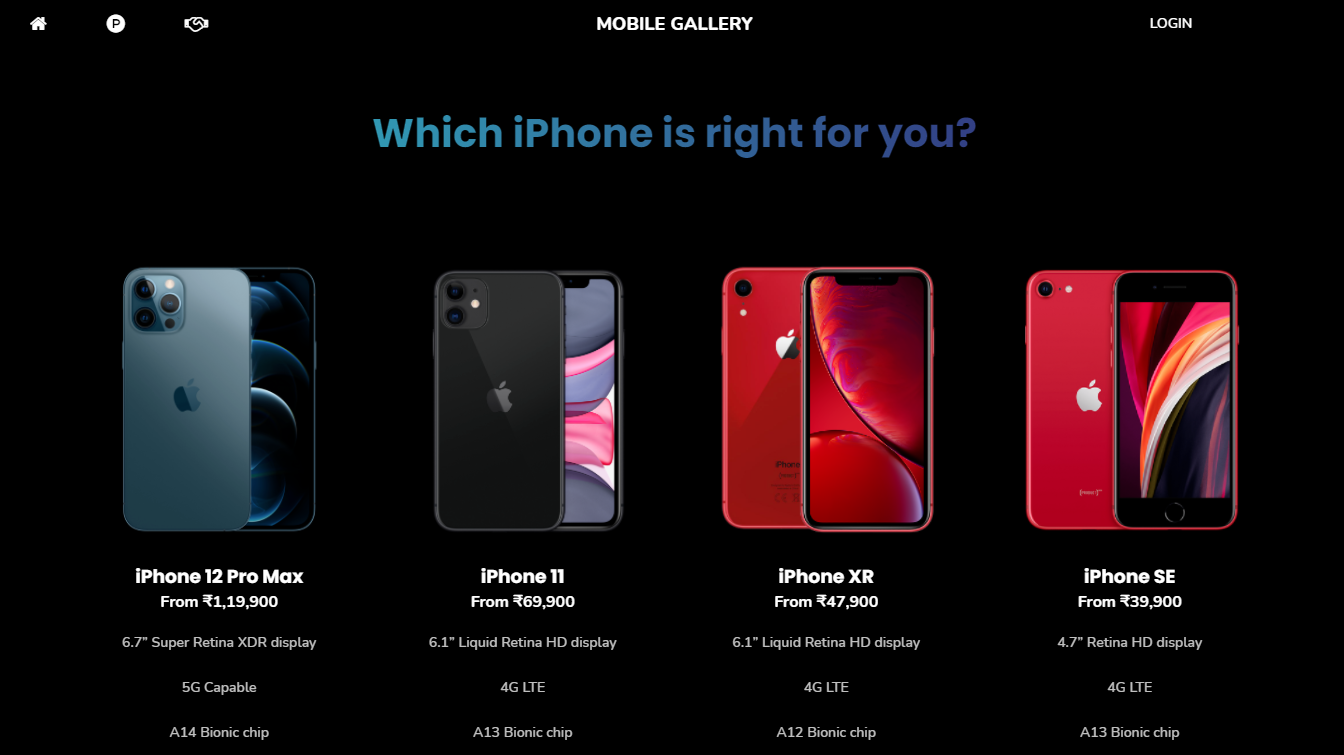 P
MOBILE GALLERY
LOGIN
Which iPhone is right for you?
iPhone
iPhone 12 Pro Max
iPhone 11
iPhone XR
iPhone SE
From ₹1,19,900
From ₹69,900
From ₹47,900
From ₹39,900
6.7” Super Retina XDR display
6.1” Liquid Retina HD display
6.1” Liquid Retina HD display
4.7” Retina HD display
5G Capable
4G LTE
4G LTE
4G LTE
A14 Bionic chip
A13 Bionic chip
A12 Bionic chip
A13 Bionic chip